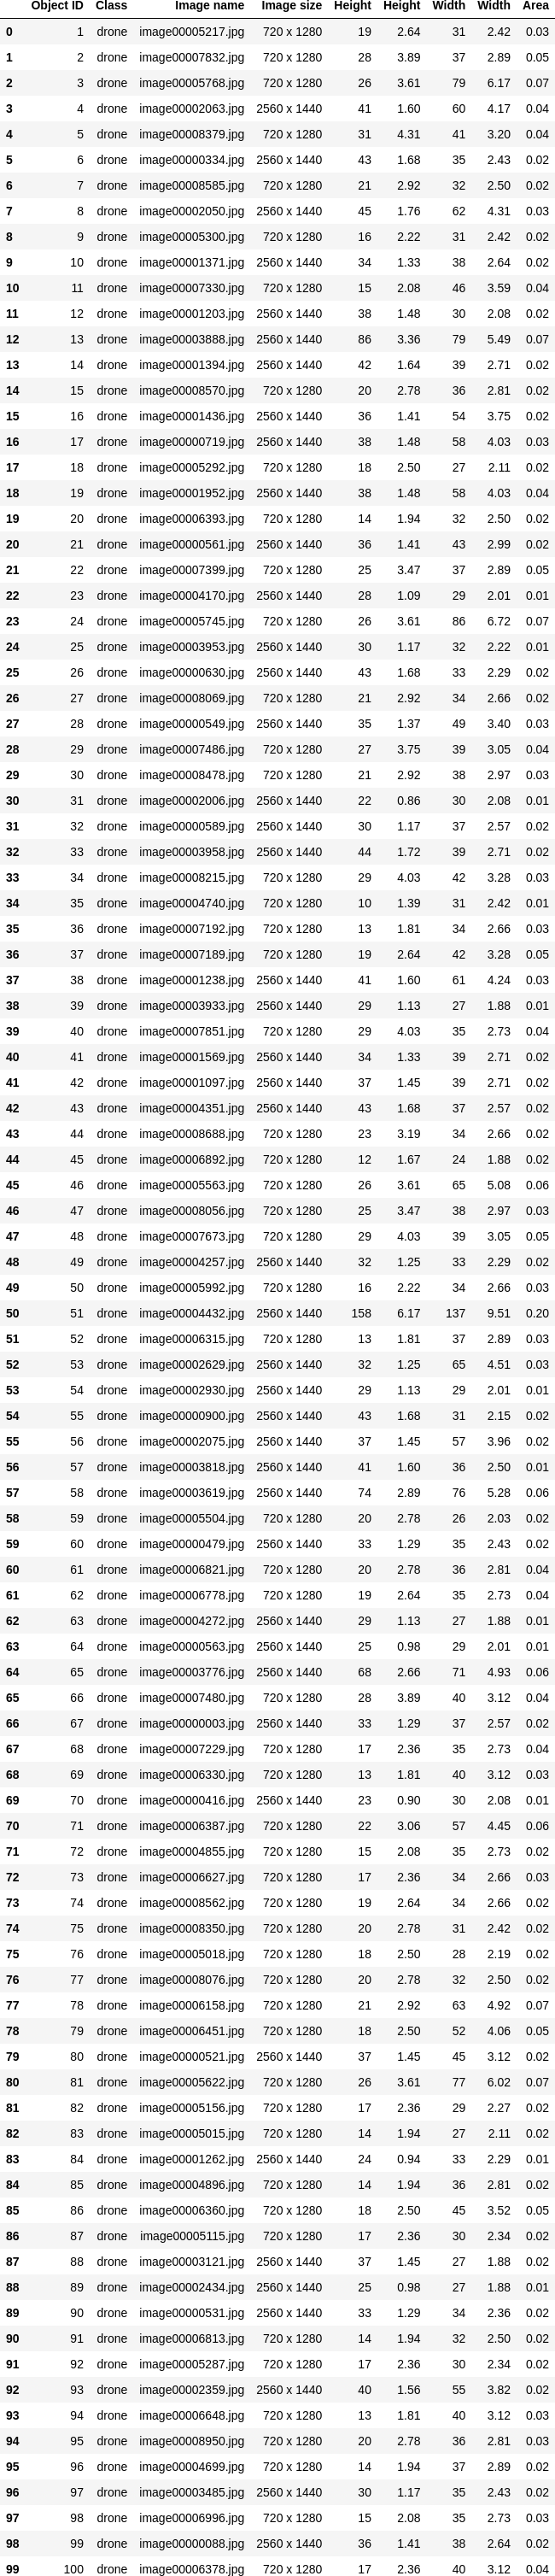 Object ID Class Image name Image size Height Height Width Width Area
0 1 drone image00005217.jpg 720 x 1280 19 2.64 31 2.42 0.03
1 2 drone image00007832.jpg 720 x 1280 28 3.89 37 2.89 0.05
2 3 drone image00005768.jpg 720 x 1280 26 3.61 79 6.17 0.07
3 4 drone image00002063.jpg 2560 x 1440 41 1.60 60 4.17 0.04
4 5 drone image00008379.jpg 720 x 1280 31 4.31 41 3.20 0.04
5 6 drone image00000334.jpg 2560 x 1440 43 1.68 35 2.43 0.02
6 7 drone image00008585.jpg 720 x 1280 21 2.92 32 2.50 0.02
7 8 drone image00002050.jpg 2560 x 1440 45 1.76 62 4.31 0.03
8 9 drone image00005300.jpg 720 x 1280 16 2.22 31 2.42 0.02
9 10 drone image00001371.jpg 2560 x 1440 34 1.33 38 2.64 0.02
10 11 drone image00007330.jpg 720 x 1280 15 2.08 46 3.59 0.04
11 12 drone image00001203.jpg 2560 x 1440 38 1.48 30 2.08 0.02
12 13 drone image00003888.jpg 2560 x 1440 86 3.36 79 5.49 0.07
13 14 drone image00001394.jpg 2560 x 1440 42 1.64 39 2.71 0.02
14 15 drone image00008570.jpg 720 x 1280 20 2.78 36 2.81 0.02
15 16 drone image00001436.jpg 2560 x 1440 36 1.41 54 3.75 0.02
16 17 drone image00000719.jpg 2560 x 1440 38 1.48 58 4.03 0.03
17 18 drone image00005292.jpg 720 x 1280 18 2.50 27 2.11 0.02
18 19 drone image00001952.jpg 2560 x 1440 38 1.48 58 4.03 0.04
19 20 drone image00006393.jpg 720 x 1280 14 1.94 32 2.50 0.02
20 21 drone image00000561.jpg 2560 x 1440 36 1.41 43 2.99 0.02
21 22 drone image00007399.jpg 720 x 1280 25 3.47 37 2.89 0.05
22 23 drone image00004170.jpg 2560 x 1440 28 1.09 29 2.01 0.01
23 24 drone image00005745.jpg 720 x 1280 26 3.61 86 6.72 0.07
24 25 drone image00003953.jpg 2560 x 1440 30 1.17 32 2.22 0.01
25 26 drone image00000630.jpg 2560 x 1440 43 1.68 33 2.29 0.02
26 27 drone image00008069.jpg 720 x 1280 21 2.92 34 2.66 0.02
27 28 drone image00000549.jpg 2560 x 1440 35 1.37 49 3.40 0.03
28 29 drone image00007486.jpg 720 x 1280 27 3.75 39 3.05 0.04
29 30 drone image00008478.jpg 720 x 1280 21 2.92 38 2.97 0.03
30 31 drone image00002006.jpg 2560 x 1440 22 0.86 30 2.08 0.01
31 32 drone image00000589.jpg 2560 x 1440 30 1.17 37 2.57 0.02
32 33 drone image00003958.jpg 2560 x 1440 44 1.72 39 2.71 0.02
33 34 drone image00008215.jpg 720 x 1280 29 4.03 42 3.28 0.03
34 35 drone image00004740.jpg 720 x 1280 10 1.39 31 2.42 0.01
35 36 drone image00007192.jpg 720 x 1280 13 1.81 34 2.66 0.03
36 37 drone image00007189.jpg 720 x 1280 19 2.64 42 3.28 0.05
37 38 drone image00001238.jpg 2560 x 1440 41 1.60 61 4.24 0.03
38 39 drone image00003933.jpg 2560 x 1440 29 1.13 27 1.88 0.01
39 40 drone image00007851.jpg 720 x 1280 29 4.03 35 2.73 0.04
40 41 drone image00001569.jpg 2560 x 1440 34 1.33 39 2.71 0.02
41 42 drone image00001097.jpg 2560 x 1440 37 1.45 39 2.71 0.02
42 43 drone image00004351.jpg 2560 x 1440 43 1.68 37 2.57 0.02
43 44 drone image00008688.jpg 720 x 1280 23 3.19 34 2.66 0.02
44 45 drone image00006892.jpg 720 x 1280 12 1.67 24 1.88 0.02
45 46 drone image00005563.jpg 720 x 1280 26 3.61 65 5.08 0.06
46 47 drone image00008056.jpg 720 x 1280 25 3.47 38 2.97 0.03
47 48 drone image00007673.jpg 720 x 1280 29 4.03 39 3.05 0.05
48 49 drone image00004257.jpg 2560 x 1440 32 1.25 33 2.29 0.02
49 50 drone image00005992.jpg 720 x 1280 16 2.22 34 2.66 0.03
50 51 drone image00004432.jpg 2560 x 1440 158 6.17 137 9.51 0.20
51 52 drone image00006315.jpg 720 x 1280 13 1.81 37 2.89 0.03
52 53 drone image00002629.jpg 2560 x 1440 32 1.25 65 4.51 0.03
53 54 drone image00002930.jpg 2560 x 1440 29 1.13 29 2.01 0.01
54 55 drone image00000900.jpg 2560 x 1440 43 1.68 31 2.15 0.02
55 56 drone image00002075.jpg 2560 x 1440 37 1.45 57 3.96 0.02
56 57 drone image00003818.jpg 2560 x 1440 41 1.60 36 2.50 0.01
57 58 drone image00003619.jpg 2560 x 1440 74 2.89 76 5.28 0.06
58 59 drone image00005504.jpg 720 x 1280 20 2.78 26 2.03 0.02
59 60 drone image00000479.jpg 2560 x 1440 33 1.29 35 2.43 0.02
60 61 drone image00006821.jpg 720 x 1280 20 2.78 36 2.81 0.04
61 62 drone image00006778.jpg 720 x 1280 19 2.64 35 2.73 0.04
62 63 drone image00004272.jpg 2560 x 1440 29 1.13 27 1.88 0.01
63 64 drone image00000563.jpg 2560 x 1440 25 0.98 29 2.01 0.01
64 65 drone image00003776.jpg 2560 x 1440 68 2.66 71 4.93 0.06
65 66 drone image00007480.jpg 720 x 1280 28 3.89 40 3.12 0.04
66 67 drone image00000003.jpg 2560 x 1440 33 1.29 37 2.57 0.02
67 68 drone image00007229.jpg 720 x 1280 17 2.36 35 2.73 0.04
68 69 drone image00006330.jpg 720 x 1280 13 1.81 40 3.12 0.03
69 70 drone image00000416.jpg 2560 x 1440 23 0.90 30 2.08 0.01
70 71 drone image00006387.jpg 720 x 1280 22 3.06 57 4.45 0.06
71 72 drone image00004855.jpg 720 x 1280 15 2.08 35 2.73 0.02
72 73 drone image00006627.jpg 720 x 1280 17 2.36 34 2.66 0.03
73 74 drone image00008562.jpg 720 x 1280 19 2.64 34 2.66 0.02
74 75 drone image00008350.jpg 720 x 1280 20 2.78 31 2.42 0.02
75 76 drone image00005018.jpg 720 x 1280 18 2.50 28 2.19 0.02
76 77 drone image00008076.jpg 720 x 1280 20 2.78 32 2.50 0.02
77 78 drone image00006158.jpg 720 x 1280 21 2.92 63 4.92 0.07
78 79 drone image00006451.jpg 720 x 1280 18 2.50 52 4.06 0.05
79 80 drone image00000521.jpg 2560 x 1440 37 1.45 45 3.12 0.02
80 81 drone image00005622.jpg 720 x 1280 26 3.61 77 6.02 0.07
81 82 drone image00005156.jpg 720 x 1280 17 2.36 29 2.27 0.02
82 83 drone image00005015.jpg 720 x 1280 14 1.94 27 2.11 0.02
83 84 drone image00001262.jpg 2560 x 1440 24 0.94 33 2.29 0.01
84 85 drone image00004896.jpg 720 x 1280 14 1.94 36 2.81 0.02
85 86 drone image00006360.jpg 720 x 1280 18 2.50 45 3.52 0.05
86 87 drone image00005115.jpg 720 x 1280 17 2.36 30 2.34 0.02
87 88 drone image00003121.jpg 2560 x 1440 37 1.45 27 1.88 0.02
88 89 drone image00002434.jpg 2560 x 1440 25 0.98 27 1.88 0.01
89 90 drone image00000531.jpg 2560 x 1440 33 1.29 34 2.36 0.02
90 91 drone image00006813.jpg 720 x 1280 14 1.94 32 2.50 0.02
91 92 drone image00005287.jpg 720 x 1280 17 2.36 30 2.34 0.02
92 93 drone image00002359.jpg 2560 x 1440 40 1.56 55 3.82 0.02
93 94 drone image00006648.jpg 720 x 1280 13 1.81 40 3.12 0.03
94 95 drone image00008950.jpg 720 x 1280 20 2.78 36 2.81 0.03
95 96 drone image00004699.jpg 720 x 1280 14 1.94 37 2.89 0.02
96 97 drone image00003485.jpg 2560 x 1440 30 1.17 35 2.43 0.02
97 98 drone image00006996.jpg 720 x 1280 15 2.08 35 2.73 0.03
98 99 drone image00000088.jpg 2560 x 1440 36 1.41 38 2.64 0.02
99 100 drone image00006378.jpg 720 x 1280 17 2.36 40 3.12 0.04